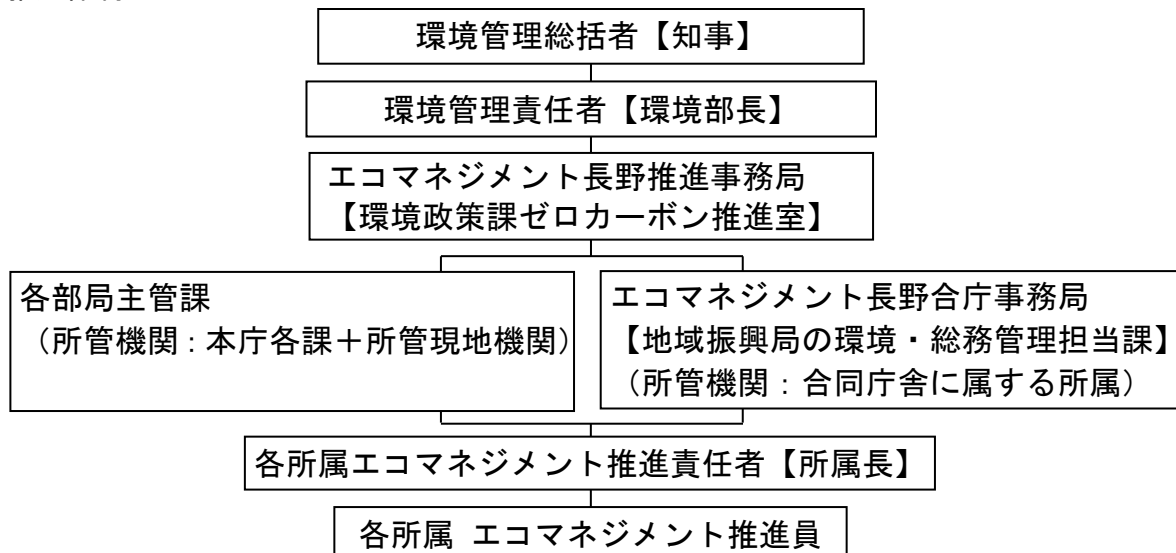 環境管理総括者【知事】
環境管理責任者【環境部長】
エコマネジメント長野推進事務局
【環境政策課ゼロカーボン推進室】
各部局主管課
（所管機関：本庁各課＋所管現地機関）
エコマネジメント長野合庁事務局
【地域振興局の環境・総務管理担当課】
（所管機関：合同庁舎に属する所属）
各所属エコマネジメント推進責任者【所属長】
各所属 エコマネジメント推進員